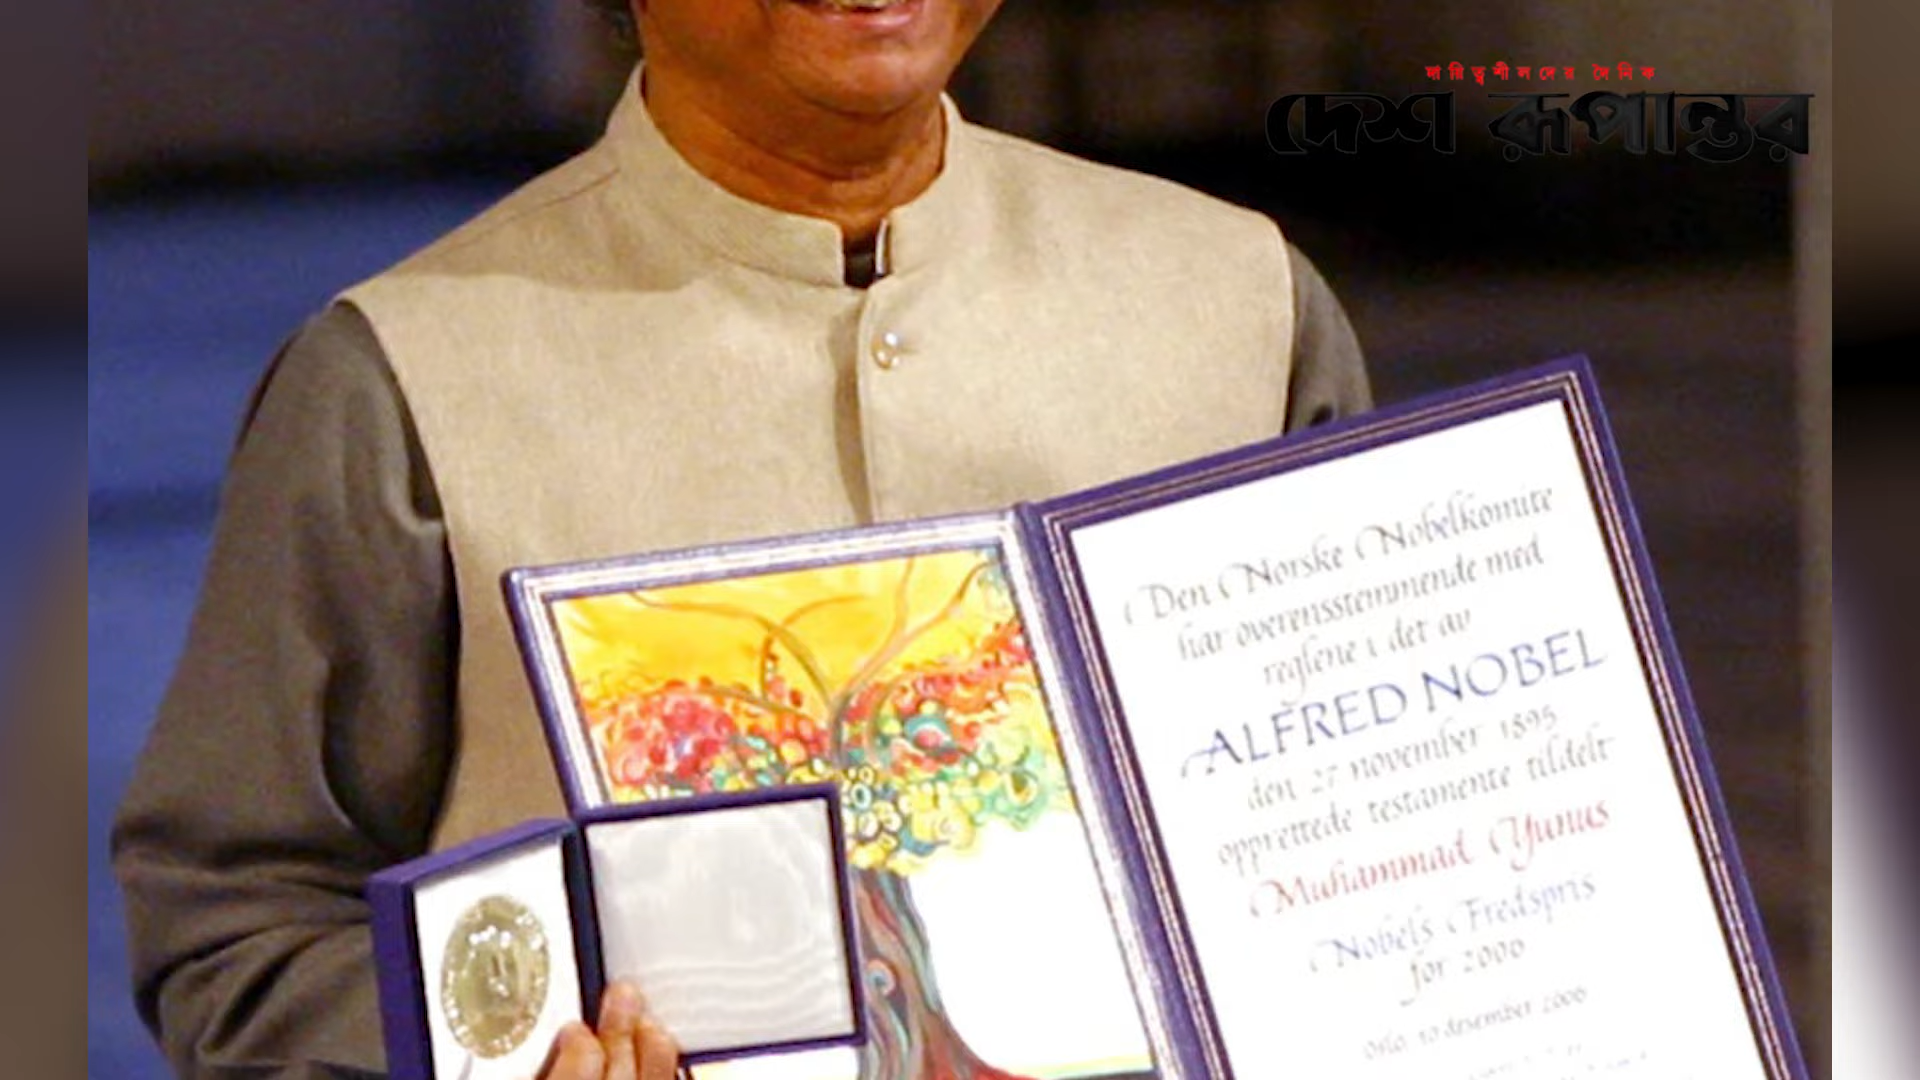 দায়িত্বশীলদের দৈনিক
দেশ রূপান্তর
Den Norske Nobelkomite
har overensstemmende med
reglene i det av
ALFRED NOBEL
den 27 november 1895
opprettede testamente tildelt
Muhammad Yunus
Nobels Fredspris
for 2006
Oslo, 10 desember 2006